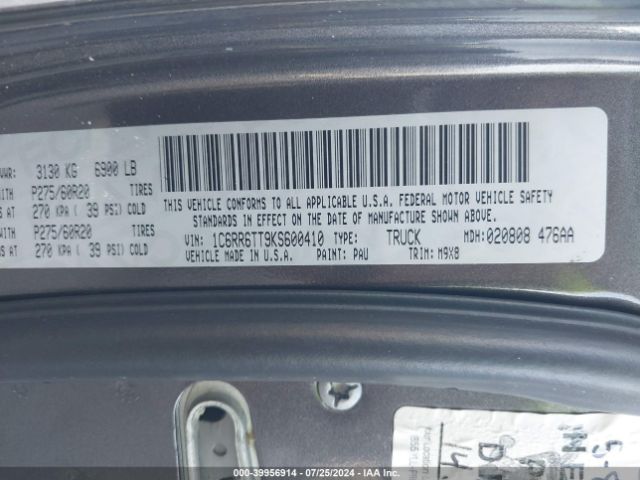 VWR: 3130 KG 6900 LB
WITH P275/60R20 TIRES
S AT 270 KPA ( 39 PSI) COLD
WITH P275/60R20 TIRES
S AT 270 KPA ( 39 PSI) COLD
THIS VEHICLE CONFORMS TO ALL APPLICABLE U.S.A. FEDERAL MOTOR VEHICLE SAFETY
STANDARDS IN EFFECT ON THE DATE OF MANUFACTURE SHOWN ABOVE.
VIN: 1C6RR6TT9KS600410 TYPE: TRUCK MDH: 020808 476AA
VEHICLE MADE IN U.S.A. PAINT: PAU TRIM: M9X8
000-39956914 - 07/25/2024 - IAA Inc.